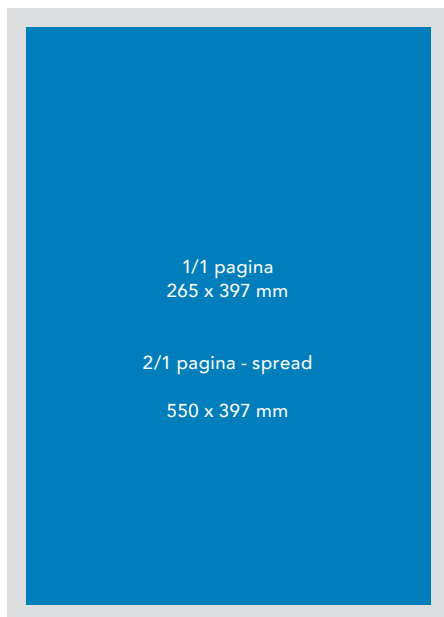 1/1 pagina
265 x 397 mm
2/1 pagina - spread
550 x 397 mm